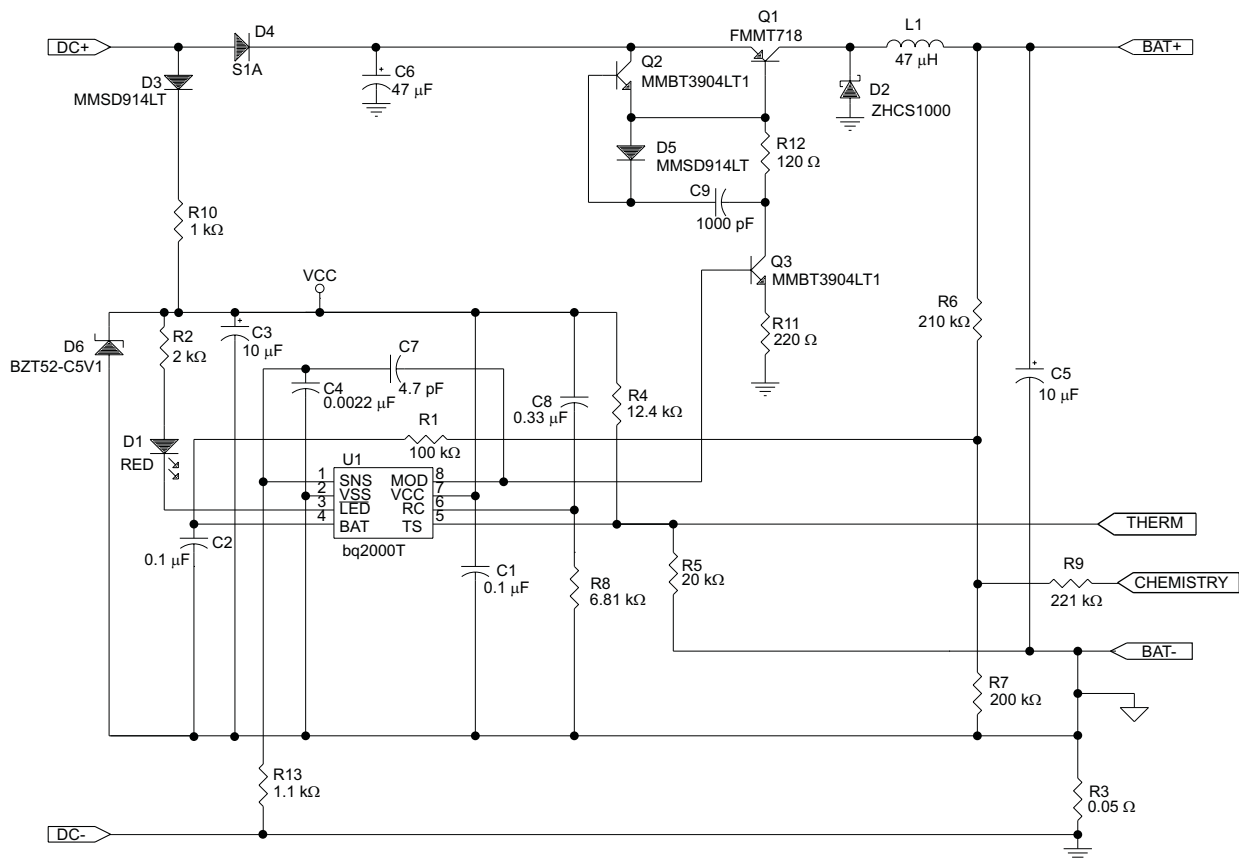 DC+
D4
S1A
D3
MMSD914LT
C6
47 μF
Q2
MMBT3904LT1
Q1
FMMT718
L1
47 μH
BAT+
D2
ZHCS1000
D5
MMSD914LT
R12
120 Ω
C9
1000 pF
R10
1 kΩ
Q3
MMBT3904LT1
VCC
R11
220 Ω
R6
210 kΩ
D6
BZT52-C5V1
R2
2 kΩ
C3
10 μF
C7
4.7 pF
C4
0.0022 μF
C8
0.33 μF
R4
12.4 kΩ
C5
10 μF
R1
100 kΩ
D1
RED
U1
1 SNS MOD 8
2 VSS VCC 7
3 LED RC 6
4 BAT TS 5
bq2000T
THERM
C2
0.1 μF
C1
0.1 μF
R8
6.81 kΩ
R5
20 kΩ
R9
221 kΩ
CHEMISTRY
BAT-
R7
200 kΩ
R13
1.1 kΩ
R3
0.05 Ω
DC-